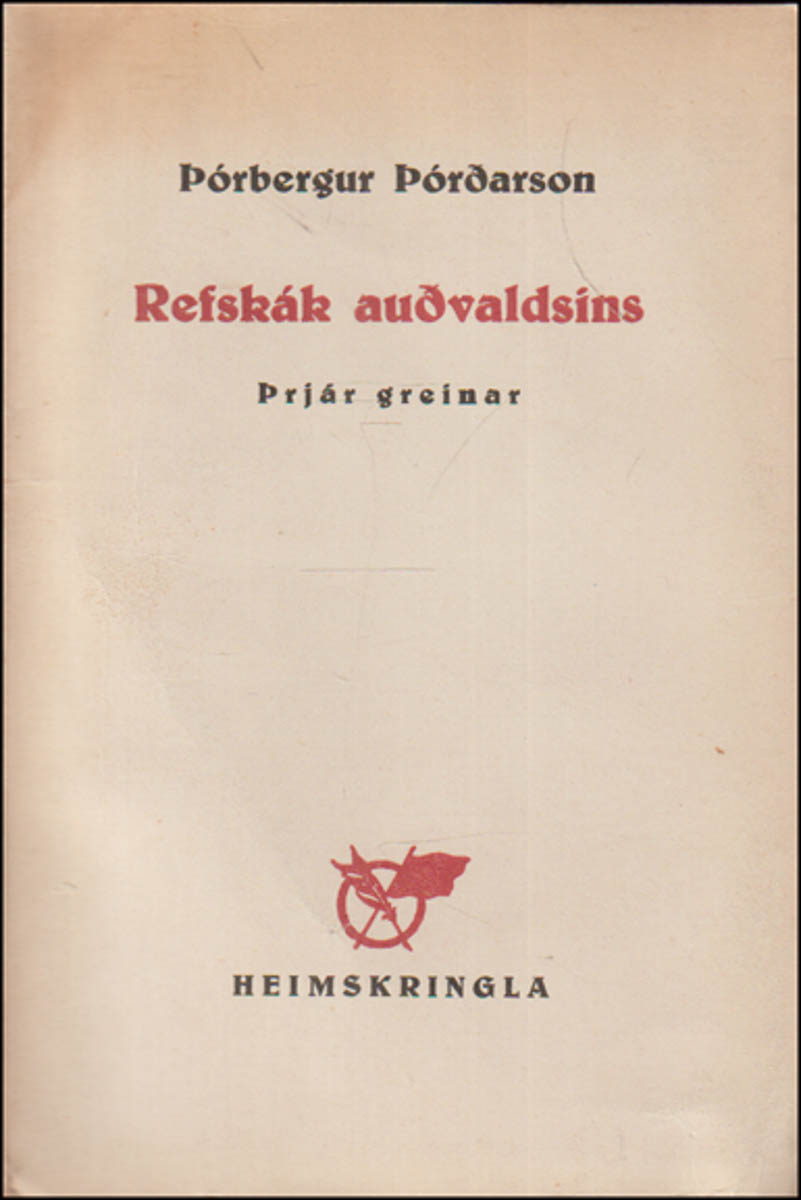 Þórbergur Þórðarson
Refskák auðvaldsins
Þrjár greinar
HEIMSKRINGLA